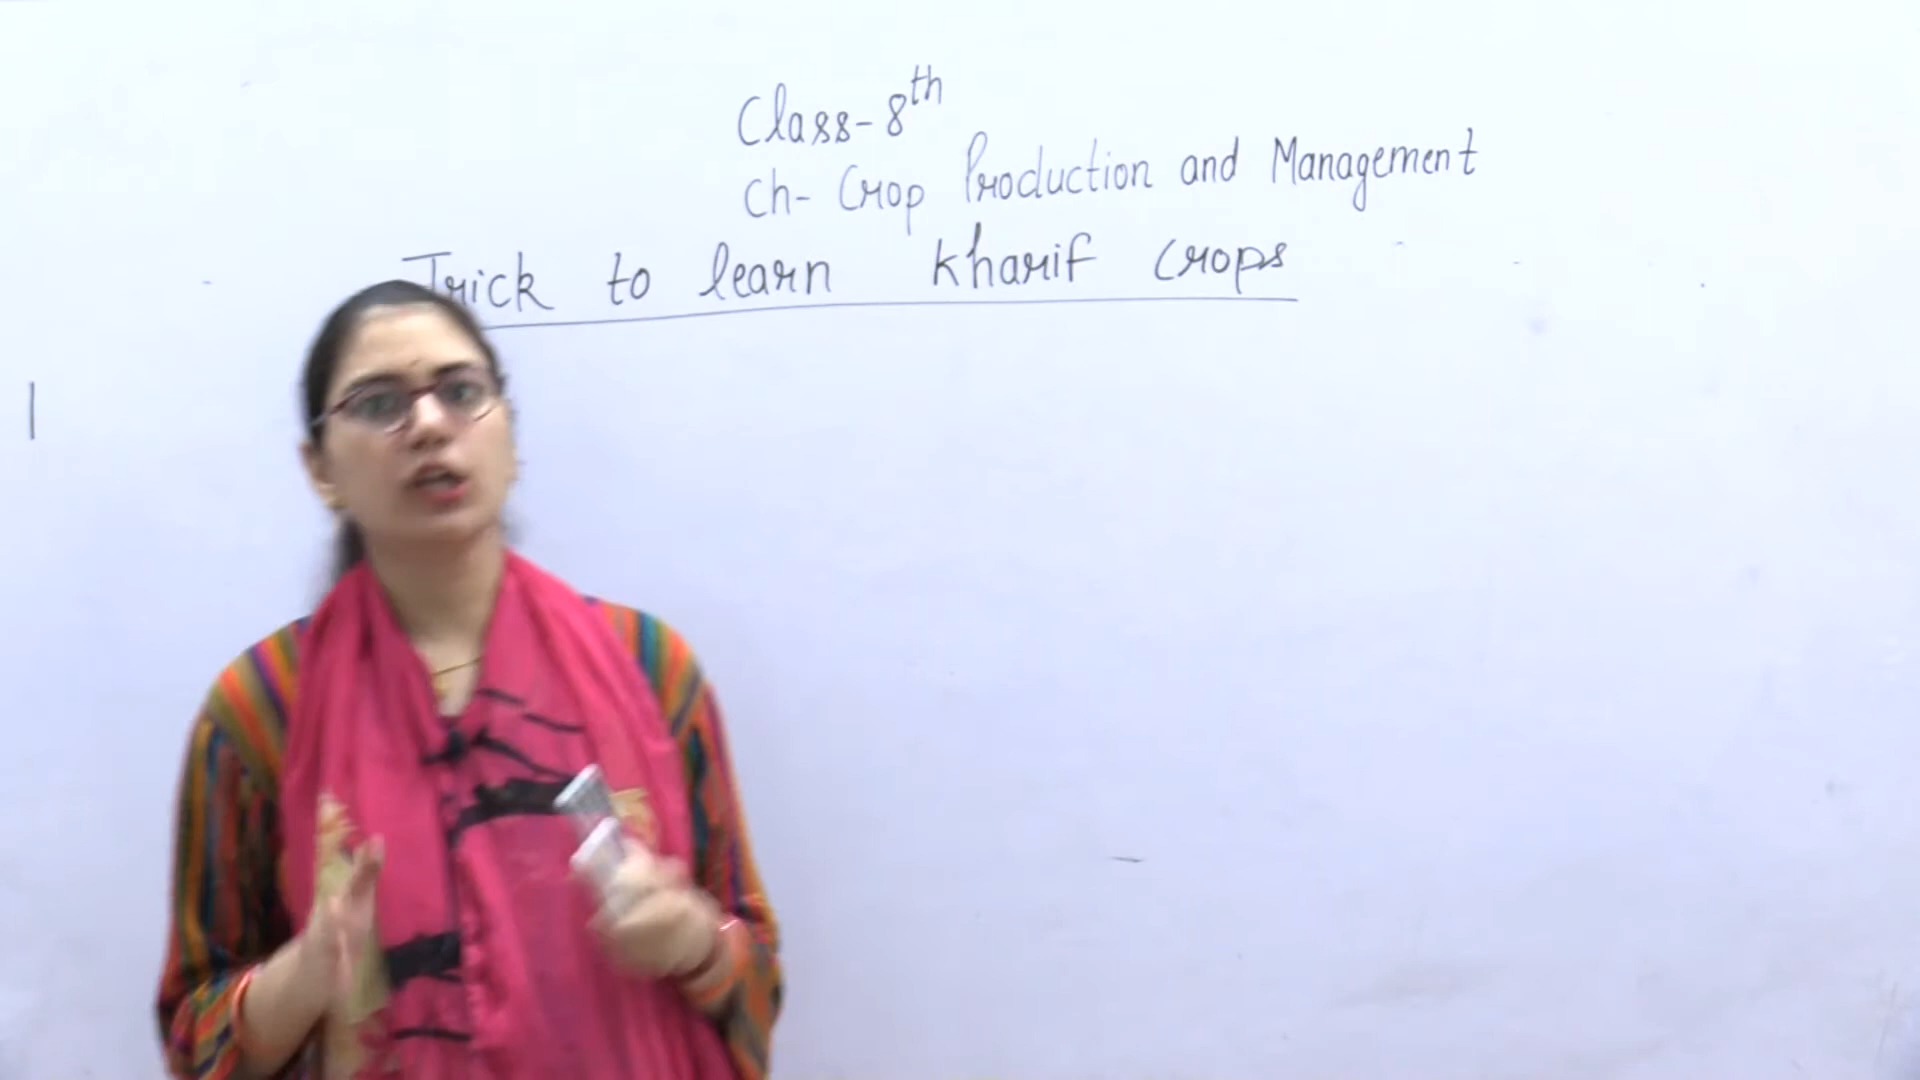 Class-8th
Ch- Crop Production and Management
Trick to learn kharif crops